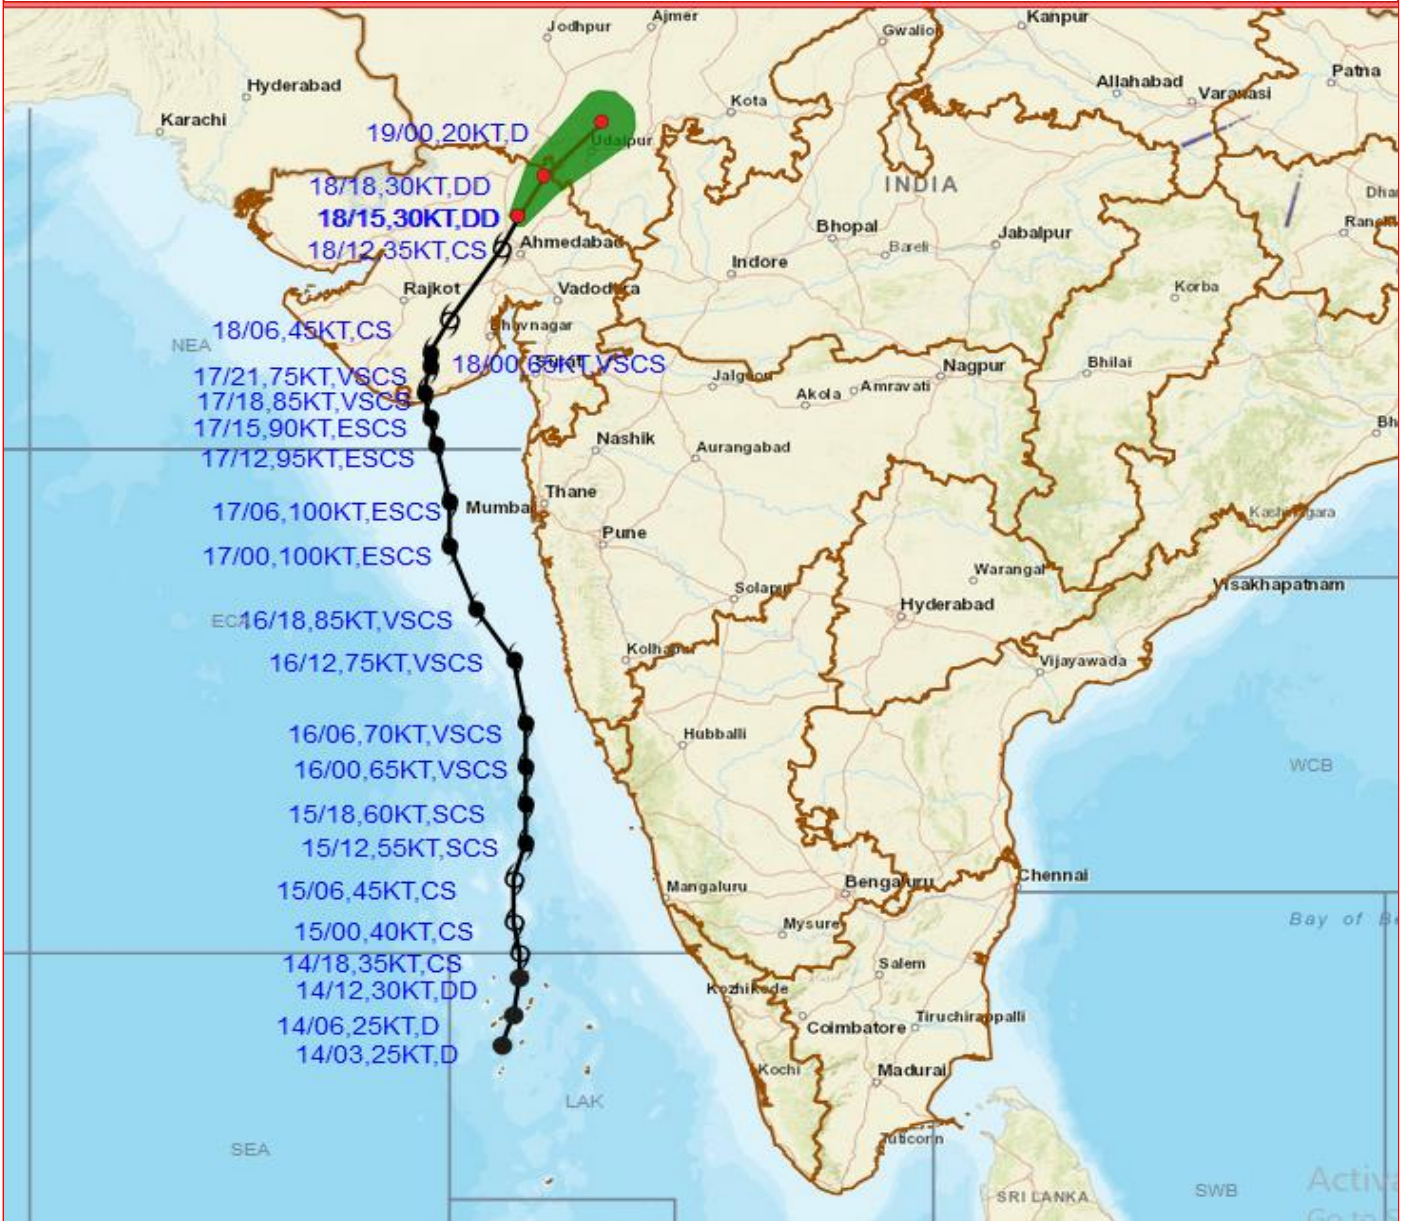 Ajmer
Kanpur
Jodhpur
Gwalior
Patna
Hyderabad
Allahabad
Varanasi
Kota
Karachi
19/00,20KT,D
Udaipur
INDIA
18/18,30KT,DD
18/15,30KT,DD
Bhopal
Jabalpur
18/12,35KT,CS
Ahmedabad
Bareli
Indore
Rajkot
Vadodara
Korba
18/06,45KT,CS
Bhavnagar
NEA
18/00,65KT,VSCS
Surat
Bhilai
Nagpur
17/21,75KT,VSCS
Jalgaon
Akola
Amravati
17/18,85KT,VSCS
17/15,90KT,ESCS
Nashik
Aurangabad
17/12,95KT,ESCS
Thane
17/06,100KT,ESCS
Mumbai
Pune
17/00,100KT,ESCS
Warangal
Solapur
Visakhapatnam
Hyderabad
16/18,85KT,VSCS
Kolhapur
16/12,75KT,VSCS
Vijayawada
16/06,70KT,VSCS
Hubballi
16/00,65KT,VSCS
WCB
15/18,60KT,SCS
15/12,55KT,SCS
15/06,45KT,CS
Mangaluru
Bengaluru
Chennai
15/00,40KT,CS
Mysure
Bay of Be
14/18,35KT,CS
Salem
14/12,30KT,DD
Kozhikode
14/06,25KT,D
Coimbatore
Tiruchirappalli
14/03,25KT,D
Kochi
Madurai
LAK
Tuticorin
SEA
SRI LANKA
SWB
Activa